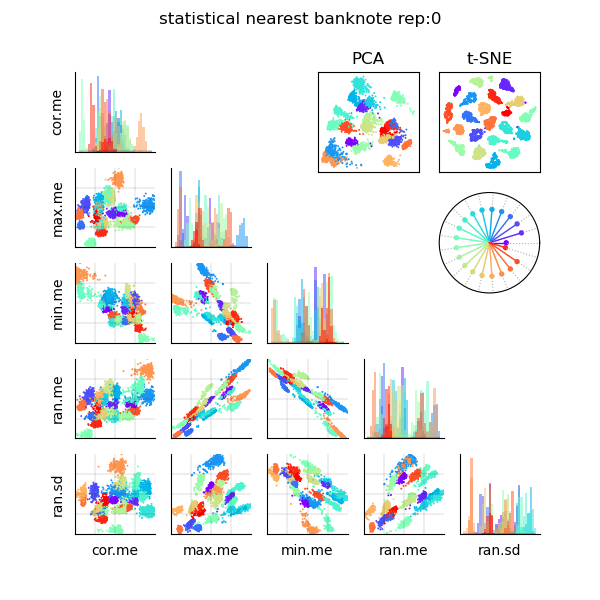 statistical nearest banknote rep:0
PCA
t-SNE
cor.me
max.me
min.me
ran.me
ran.sd
cor.me
max.me
min.me
ran.me
ran.sd